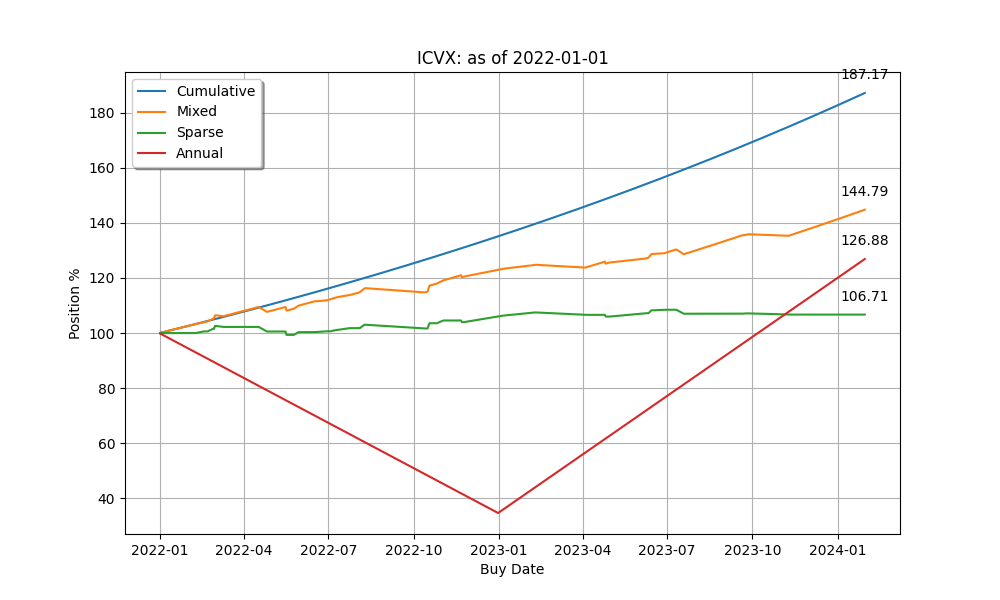 ICVX: as of 2022-01-01
Cumulative
Mixed
Sparse
Annual
187.17
144.79
126.88
106.71
Position %
180
160
140
120
100
80
60
40
2022-01 2022-04 2022-07 2022-10 2023-01 2023-04 2023-07 2023-10 2024-01
Buy Date